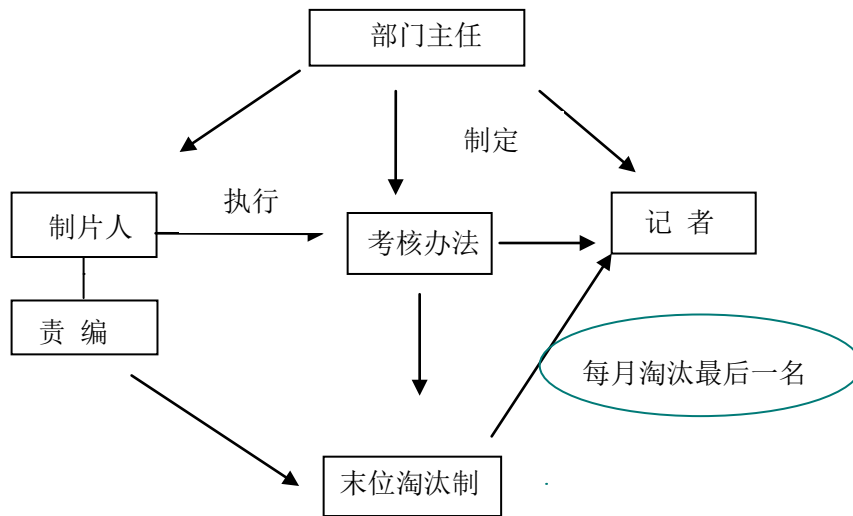 部门主任
制定
执行
制片人
考核办法
记 者
责 编
每月淘汰最后一名
末位淘汰制